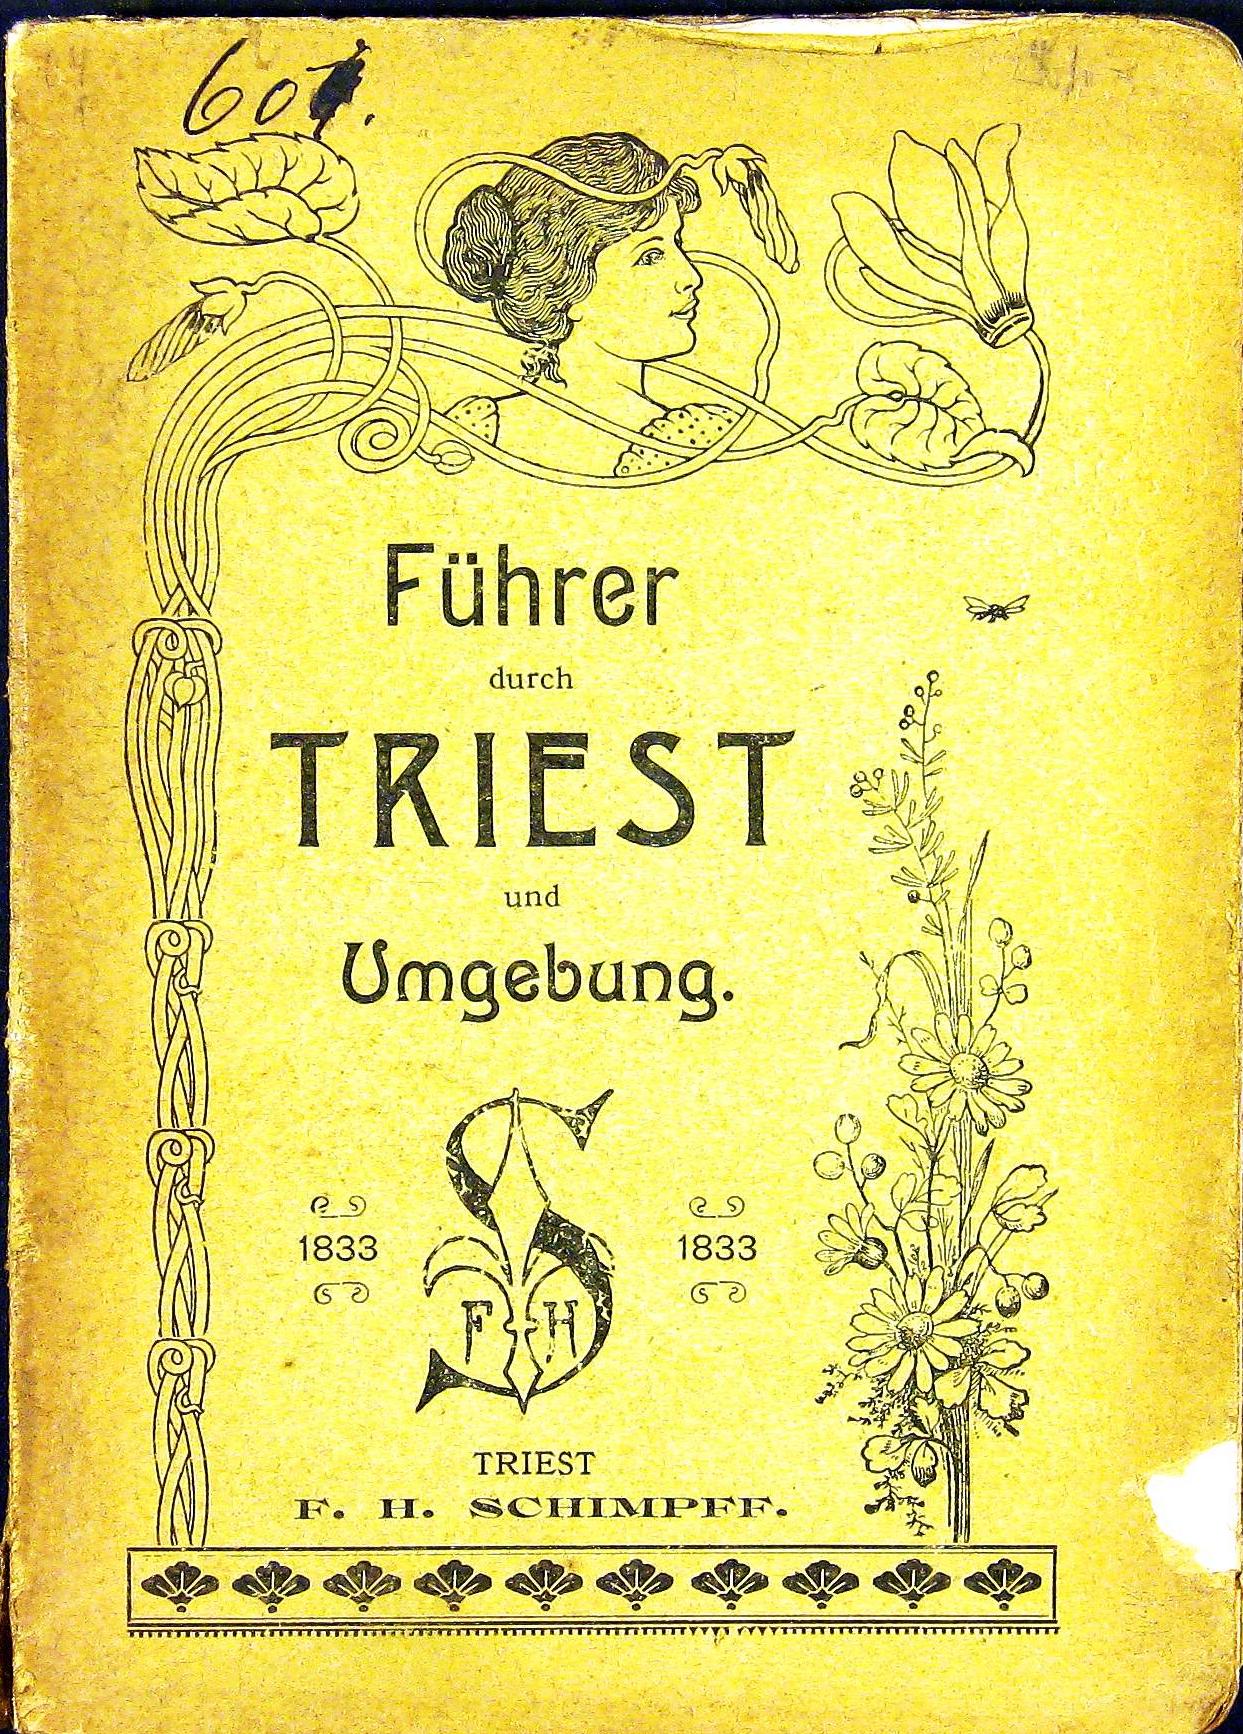 60
Führer
durch
TRIEST
und
Umgebung.
1833
S
F H
1833
TRIEST
F. H. SCHIMPFF.